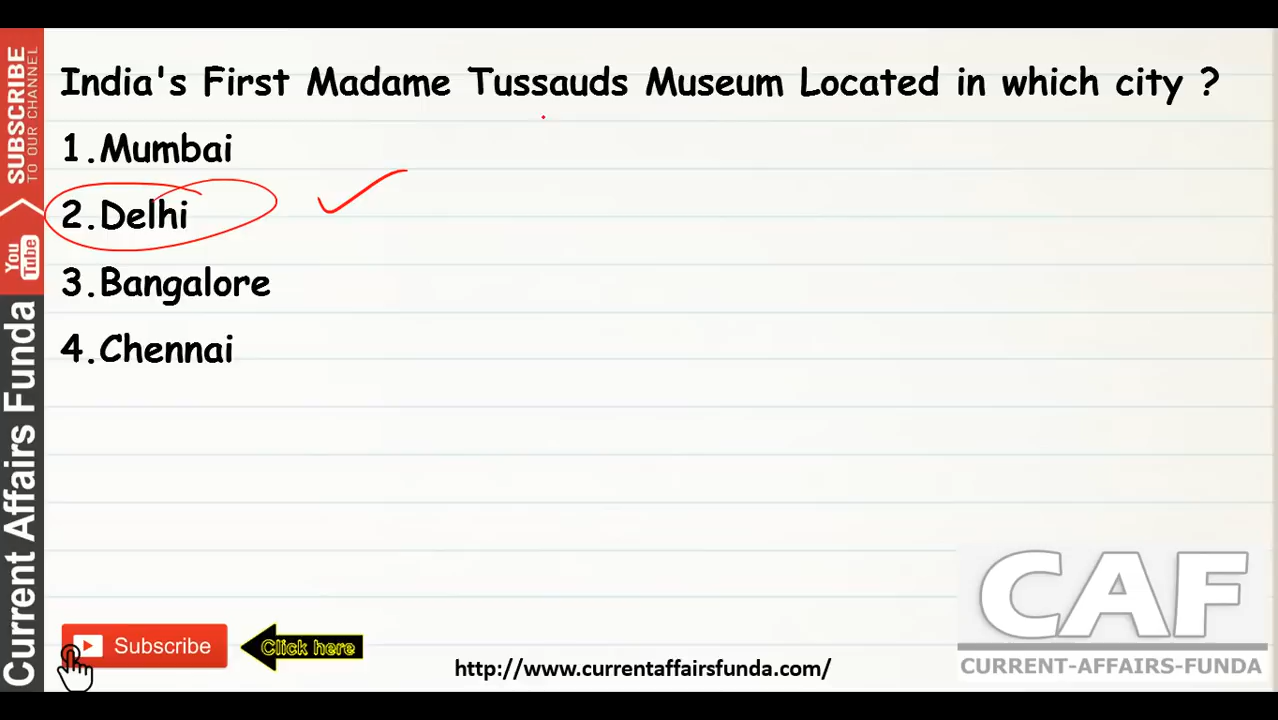 India's First Madame Tussauds Museum Located in which city ?
1.Mumbai
2.Delhi
3.Bangalore
4.Chennai
SUBSCRIBE
TO OUR CHANNEL
You
Tube
Current Affairs Funda
Subscribe
Click here
http://www.currentaffairsfunda.com/
CAF
CURRENT-AFFAIRS-FUNDA